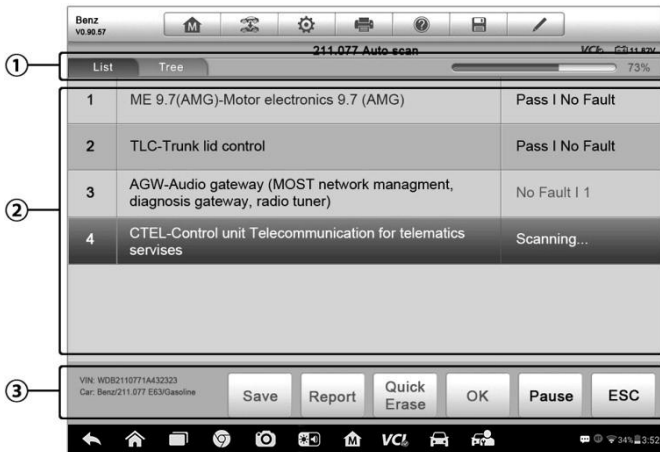 Benz
V0.90.57
211.077 Auto scan
VCI 11.82V
① List Tree 73%
②
1 ME 9.7(AMG)-Motor electronics 9.7 (AMG) Pass I No Fault
2 TLC-Trunk lid control Pass I No Fault
3 AGW-Audio gateway (MOST network managment,
diagnosis gateway, radio tuner) No Fault I 1
4 CTEL-Control unit Telecommunication for telematics
servises Scanning...
③
VIN: WDB2110771A432323
Car: Benz/211.077 E63/Gasoline
Save Report Quick
Erase OK Pause ESC
M VCI 34% 3:52